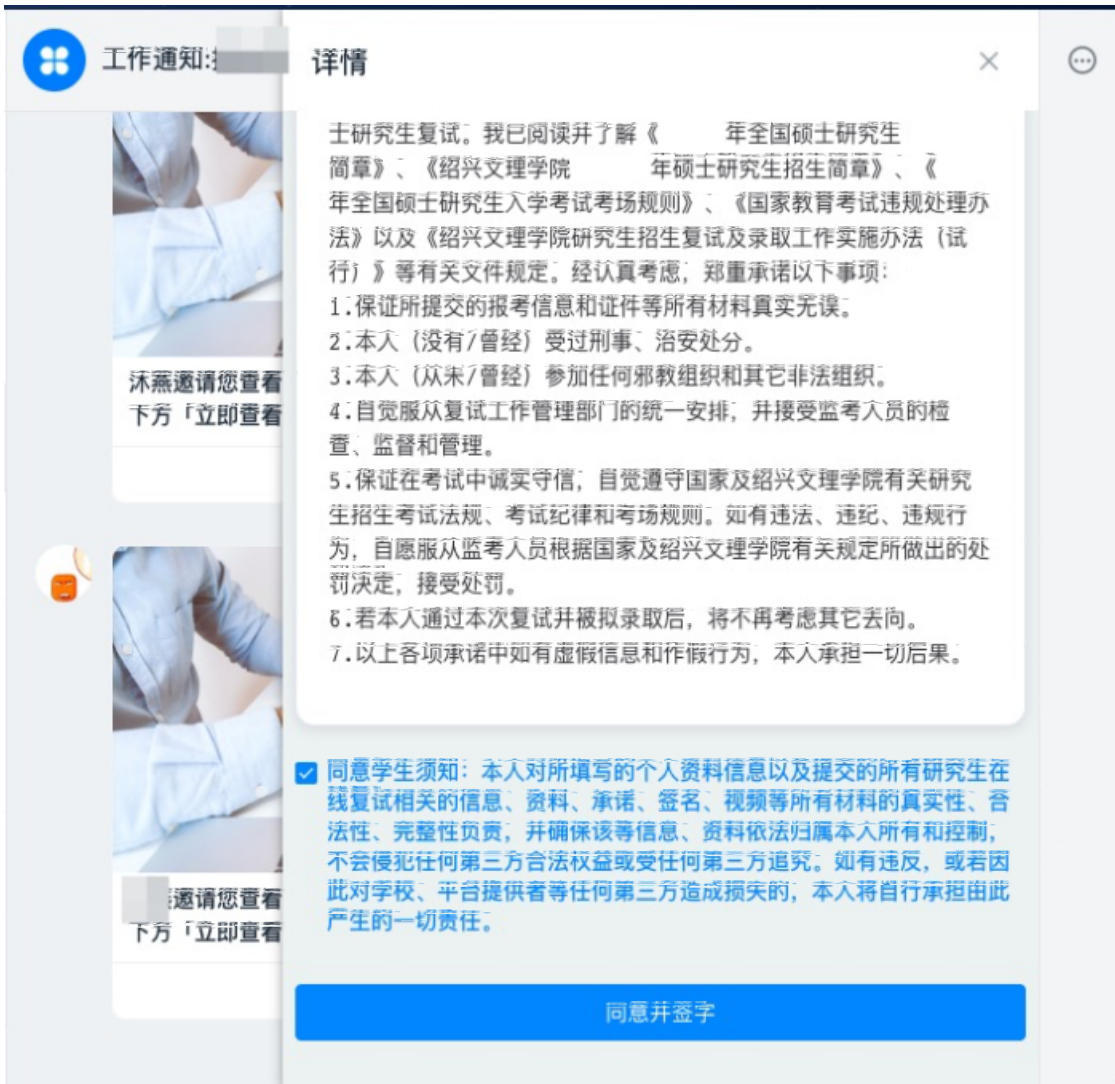 工作通知:
详情
士研究生复试。我已阅读并了解《 年全国硕士研究生
简章》、《绍兴文理学院 年硕士研究生招生简章》、《
年全国硕士研究生入学考试考场规则》、《国家教育考试违规处理办
法》以及《绍兴文理学院研究生招生复试及录取工作实施办法（试
行）》等有关文件规定。经认真考虑，郑重承诺以下事项：
1.保证所提交的报考信息和证件等所有材料真实无误。
2.本人（没有/曾经）受过刑事、治安处分。
3.本人（从未/曾经）参加任何邪教组织和其它非法组织。
4.自觉服从复试工作管理部门的统一安排，并接受监考人员的检
查、监督和管理。
5.保证在考试中诚实守信，自觉遵守国家及绍兴文理学院有关研究
生招生考试法规、考试纪律和考场规则。如有违法、违纪、违规行
为，自愿服从监考人员根据国家及绍兴文理学院有关规定所做出的处
罚决定，接受处罚。
6.若本人通过本次复试并被拟录取后，将不再考虑其它去向。
7.以上各项承诺中如有虚假信息和作假行为，本人承担一切后果。
同意学生须知：本人对所填写的个人资料信息以及提交的所有研究生在
线复试相关的信息、资料、承诺、签名、视频等所有材料的真实性、合
法性、完整性负责，并确保该等信息、资料依法归属本人所有和控制，
不会侵犯任何第三方合法权益或受任何第三方追究。如有违反，或若因
此对学校、平台提供者等任何第三方造成损失的，本人将自行承担由此
产生的一切责任。
同意并签字
沐燕邀请您查看
下方「立即查看
邀请您查看
下方「立即查看